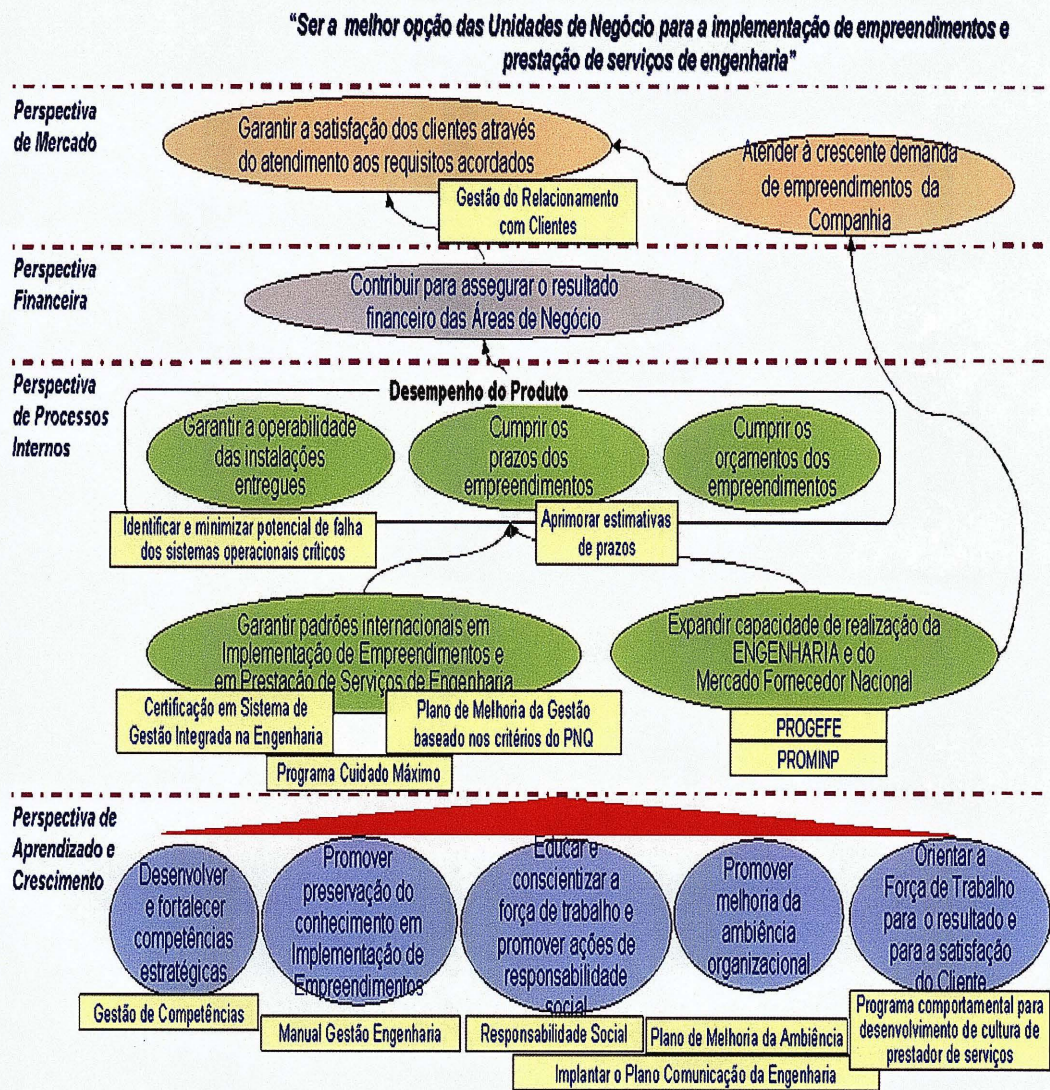 "Ser a melhor opção das Unidades de Negócio para a implementação de empreendimentos e
prestação de serviços de engenharia"
Perspectiva
de Mercado
Garantir a satisfação dos clientes através
do atendimento aos requisitos acordados
Gestão do Relacionamento
com Clientes
Atender à crescente demanda
de empreendimentos da
Companhia
Perspectiva
Financeira
Contribuir para assegurar o resultado
financeiro das Áreas de Negócio
Perspectiva
de Processos
Internos
Desempenho do Produto
Garantir a operabilidade
das instalações
entregues
Cumprir os
prazos dos
empreendimentos
Cumprir os
orçamentos dos
empreendimentos
Identificar e minimizar potencial de falha
dos sistemas operacionais críticos
Aprimorar estimativas
de prazos
Garantir padrões internacionais em
Implementação de Empreendimentos e
em Prestação de Serviços de Engenharia
Certificação em Sistema de
Gestão Integrada na Engenharia
Plano de Melhoria da Gestão
baseado nos critérios do PNQ
Programa Cuidado Máximo
Expandir capacidade de realização da
ENGENHARIA e do
Mercado Fornecedor Nacional
PROGEFE
PROMINP
Perspectiva de
Aprendizado e
Crescimento
Desenvolver
e fortalecer
competências
estratégicas
Gestão de Competências
Promover
preservação do
conhecimento em
Implementação de
Empreendimentos
Manual Gestão Engenharia
Educar e
conscientizar a
força de trabalho e
promover ações de
responsabilidade
social
Responsabilidade Social
Promover
melhoria da
ambiência
organizacional
Plano de Melhoria da Ambiência
Orientar a
Força de Trabalho
para o resultado e
para a satisfação
do Cliente
Programa comportamental para
desenvolvimento de cultura de
prestador de serviços
Implantar o Plano Comunicação da Engenharia